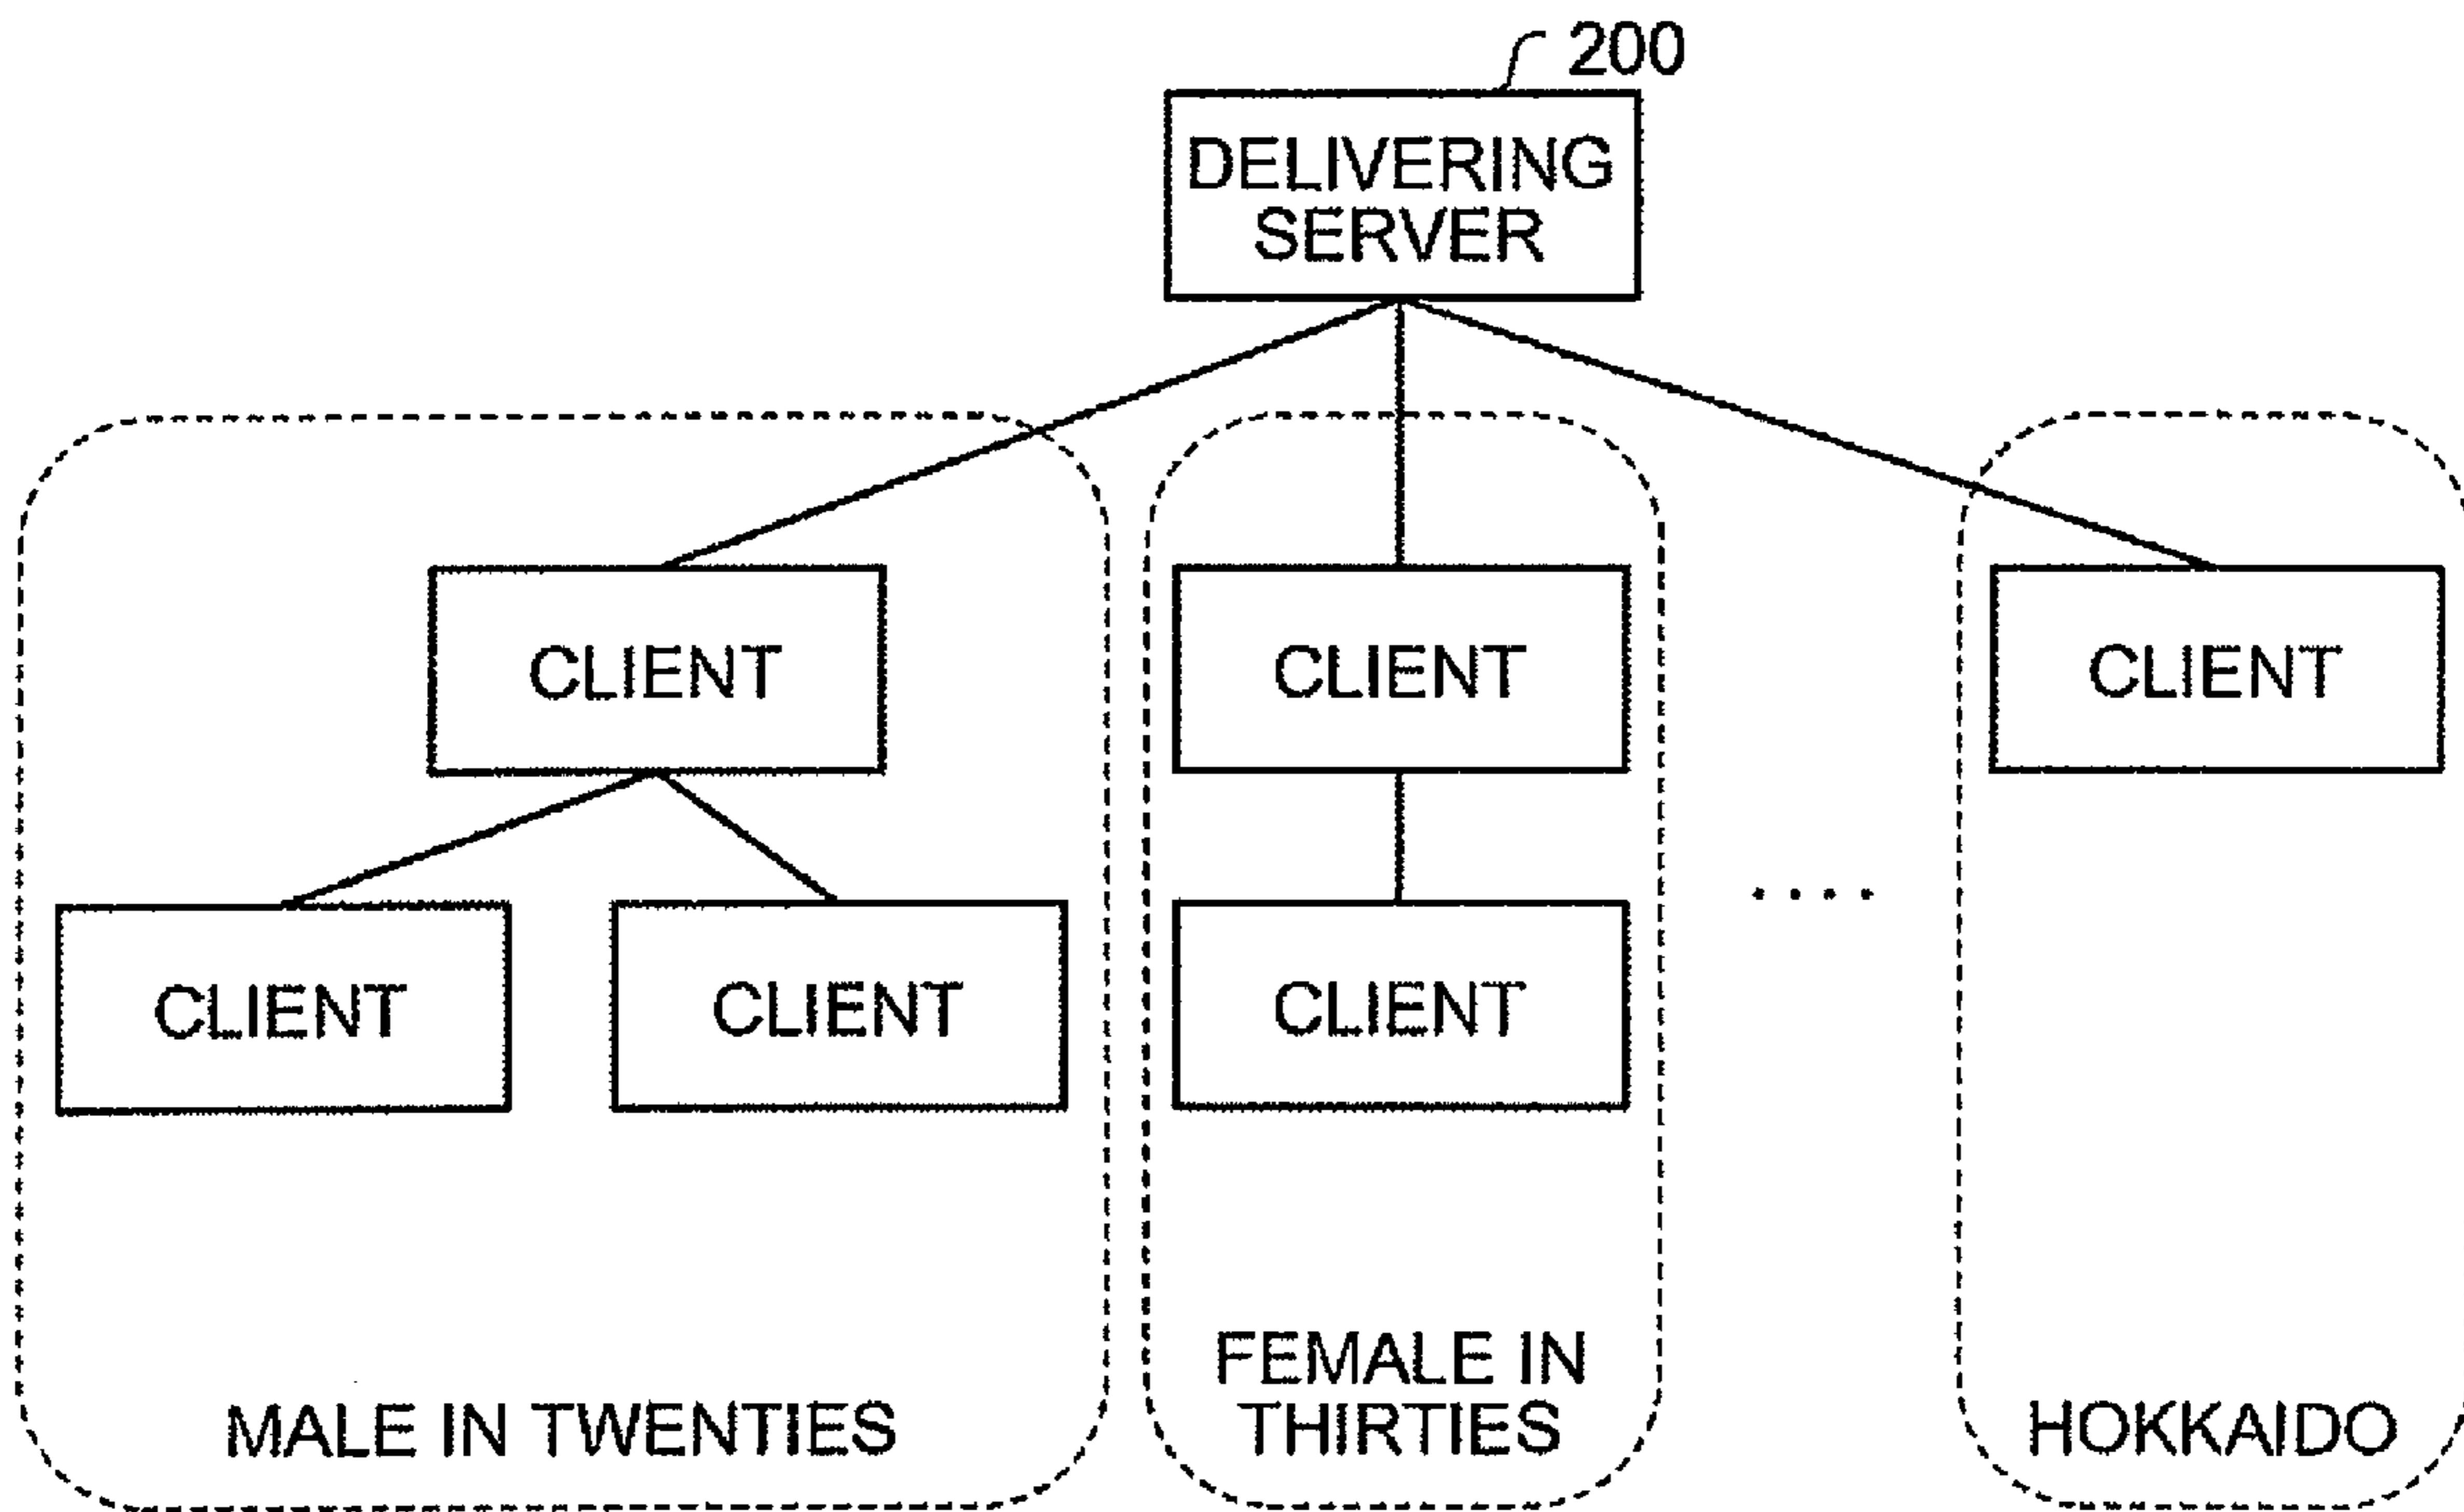 200
DELIVERING
SERVER
CLIENT
CLIENT
CLIENT
CLIENT
CLIENT
CLIENT
....
MALE IN TWENTIES
FEMALE IN
THIRTIES
HOKKAIDO